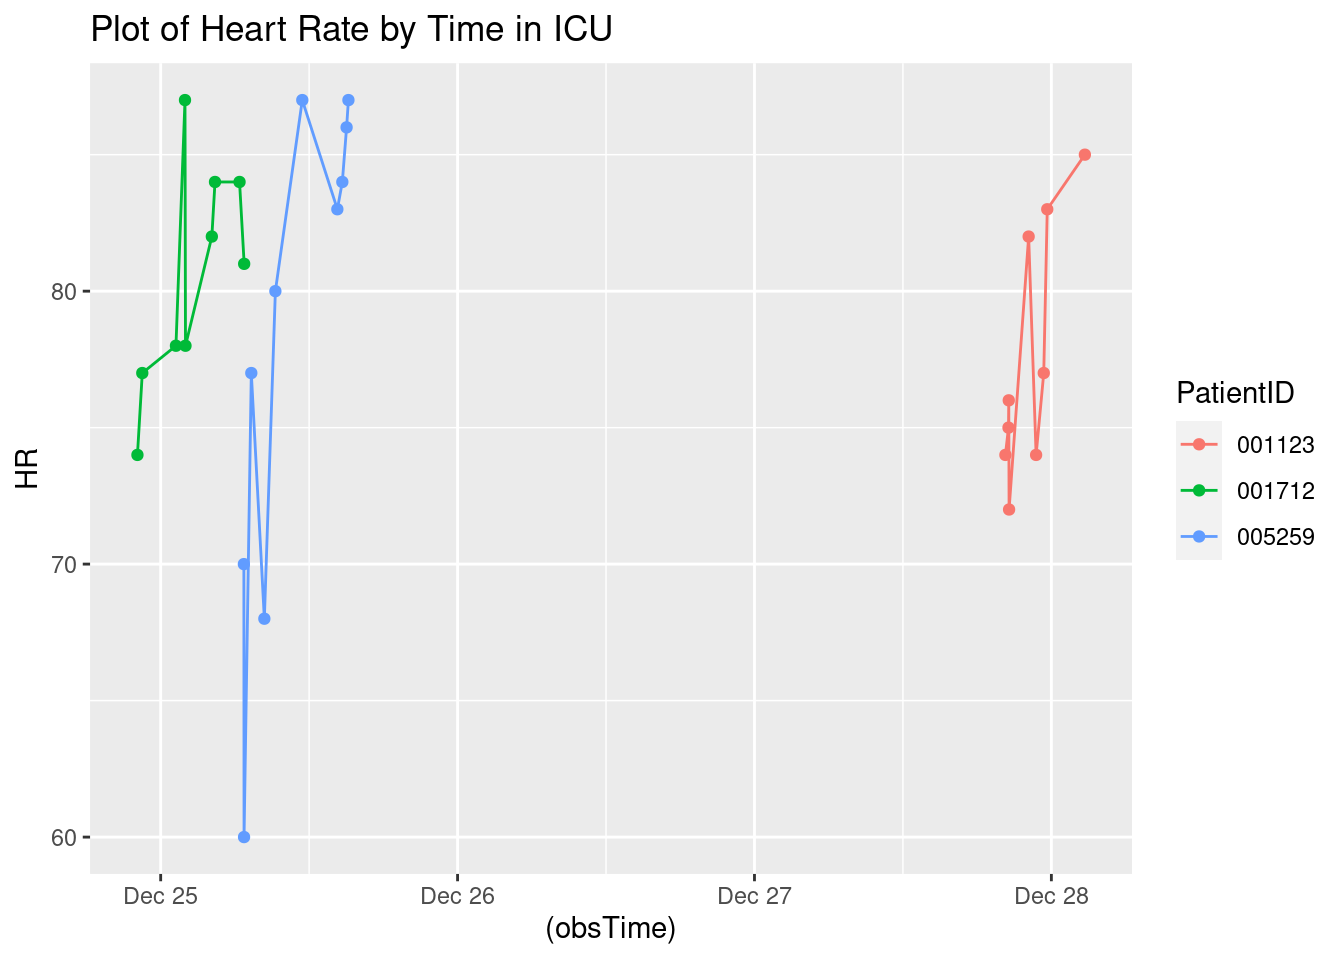 Plot of Heart Rate by Time in ICU
HR
80
70
60
Dec 25 Dec 26 Dec 27 Dec 28
(obsTime)
PatientID
001123
001712
005259